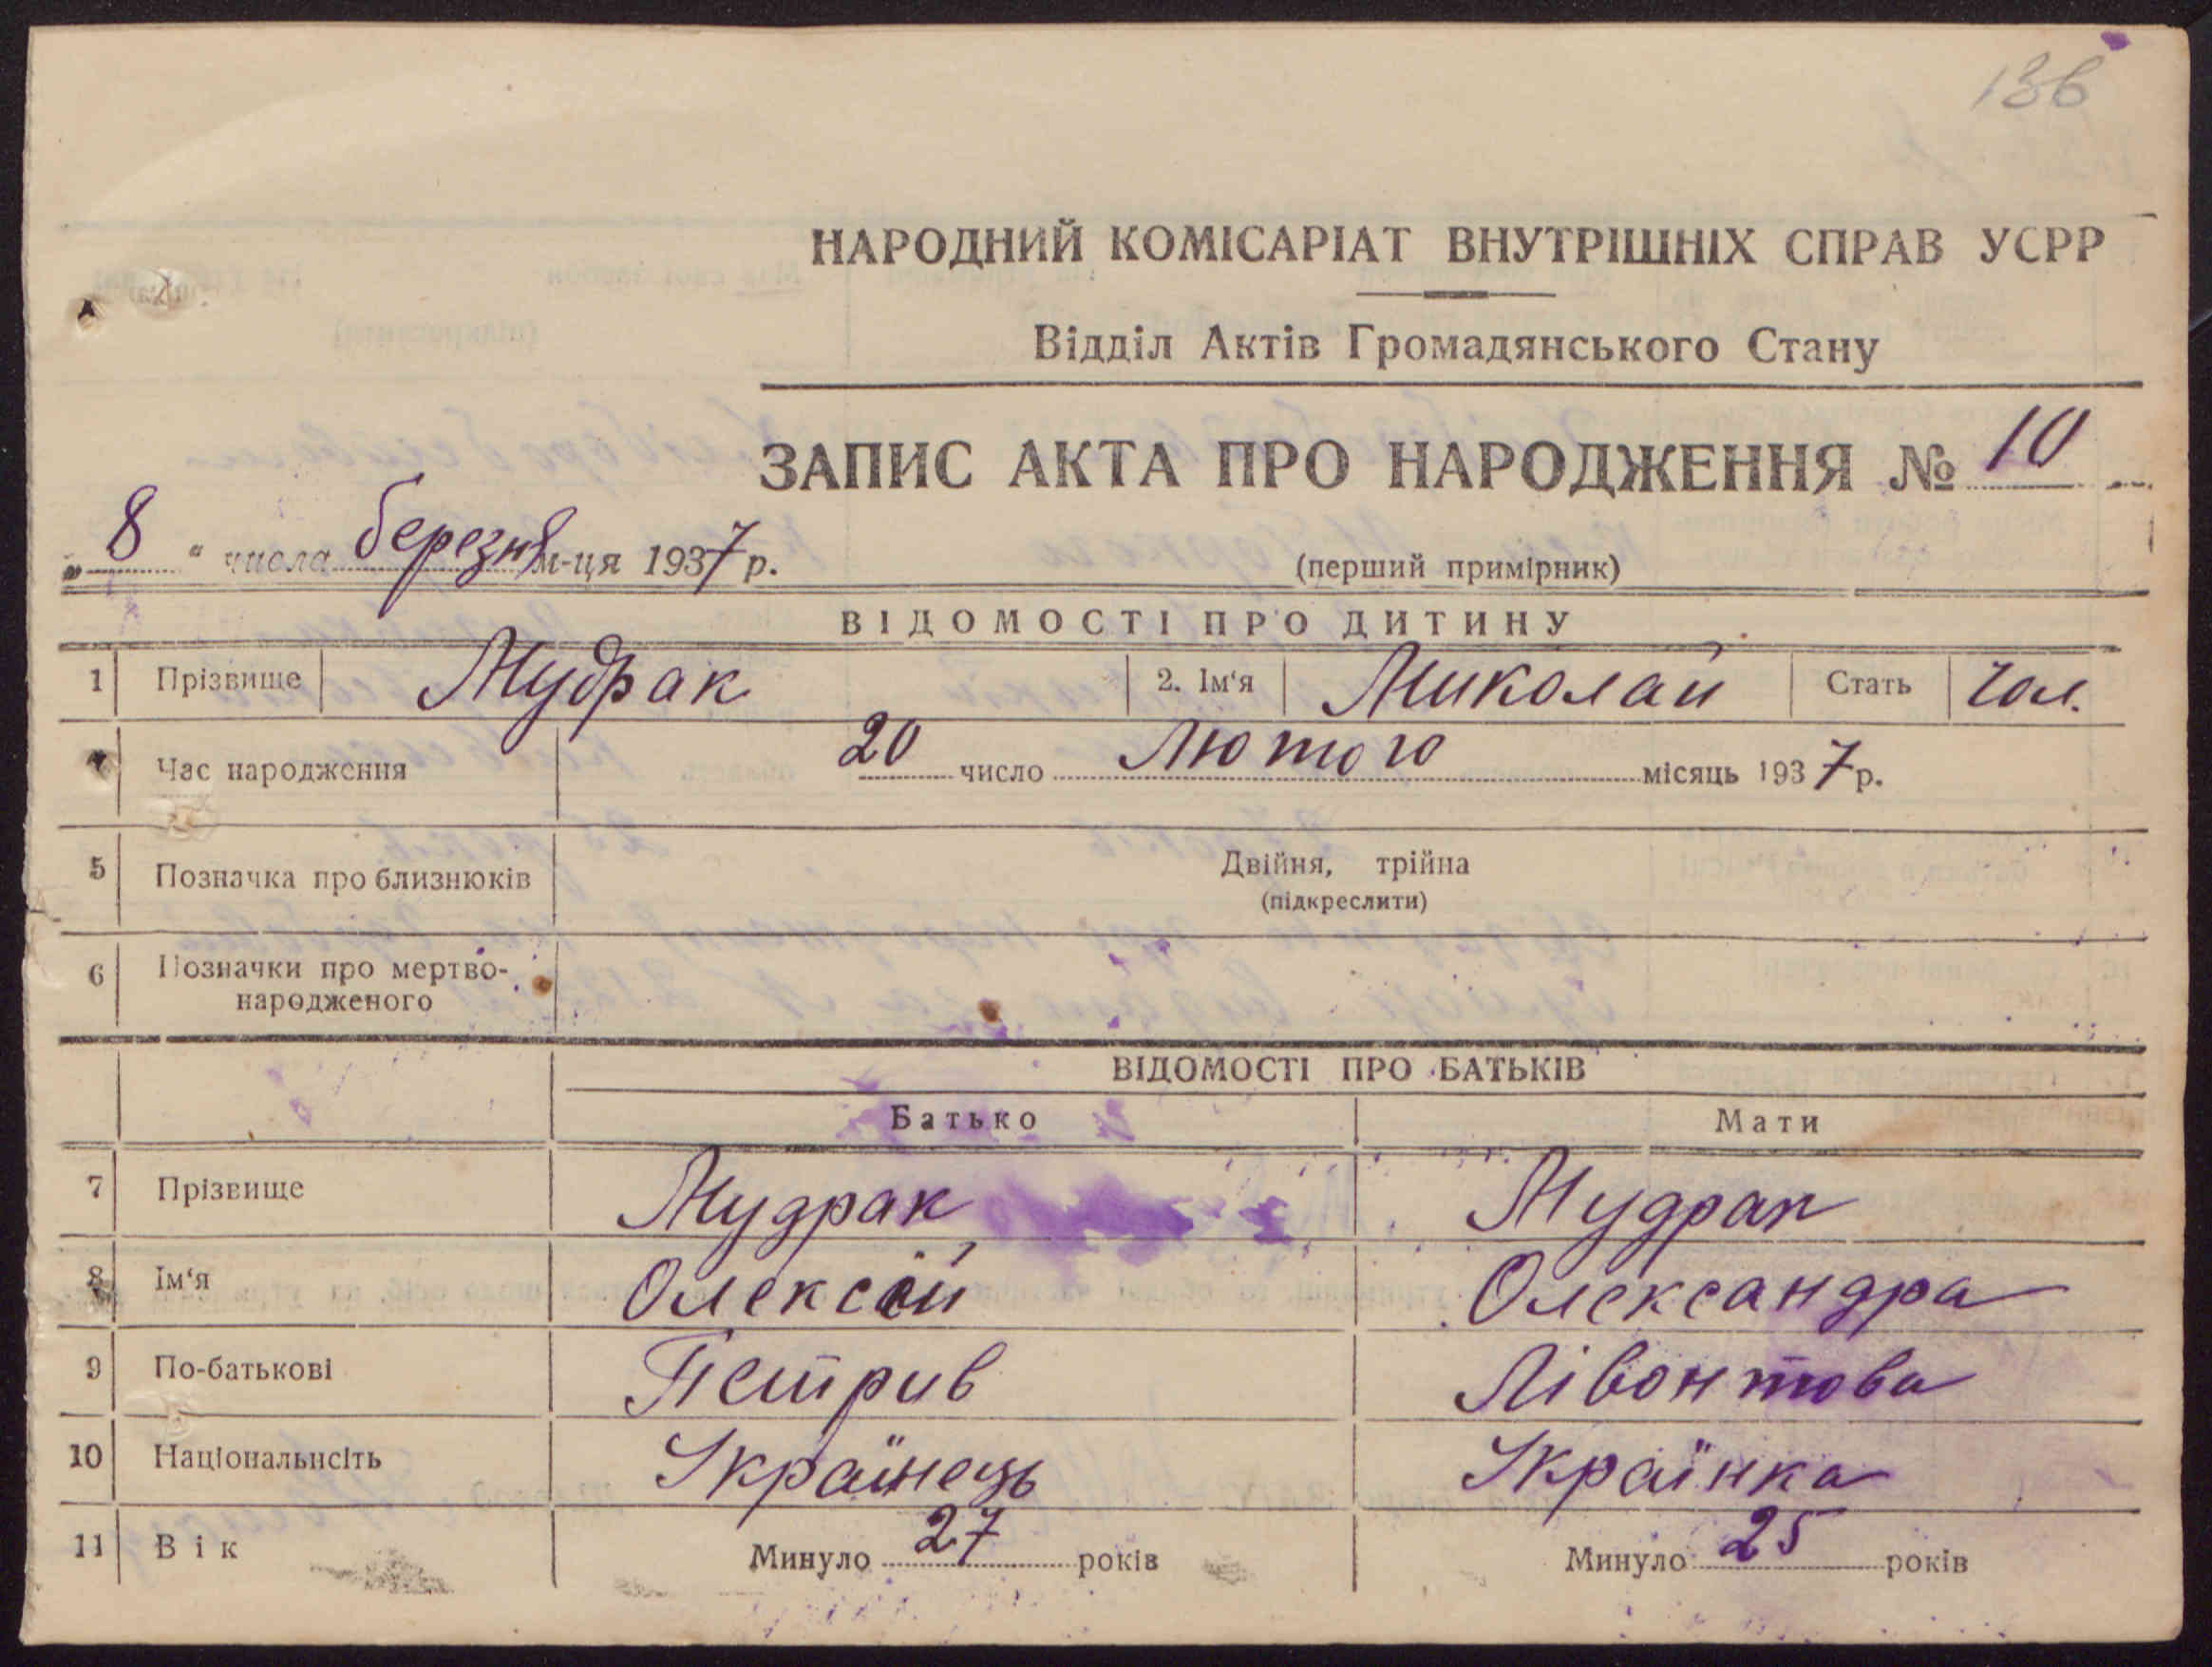 136
НАРОДНИЙ КОМІСАРІАТ ВНУТРІШНІХ СПРАВ УСРР
Відділ Актів Громадянського Стану
ЗАПИС АКТА ПРО НАРОДЖЕННЯ № 10
„ 8 “ числа березня м-ця 1937 р.
(перший примірник)
ВІДОМОСТІ ПРО ДИТИНУ
1 Прізвище Мудрак 2. Ім‘я Миколай Стать Чол.
Час народження 20 число Лютого місяць 1937 р.
5 Позначка про близнюків Двійня, трійна
(підкреслити)
6 Позначки про мертво-
народженого
ВІДОМОСТІ ПРО БАТЬКІВ
Батько Мати
7 Прізвище Мудрак Мудрак
8 Ім‘я Олексій Олександра
9 По-батькові Петрив Лівонтова
10 Національнсіть Українець Українка
11 Вік Минуло 27 років Минуло 25 років